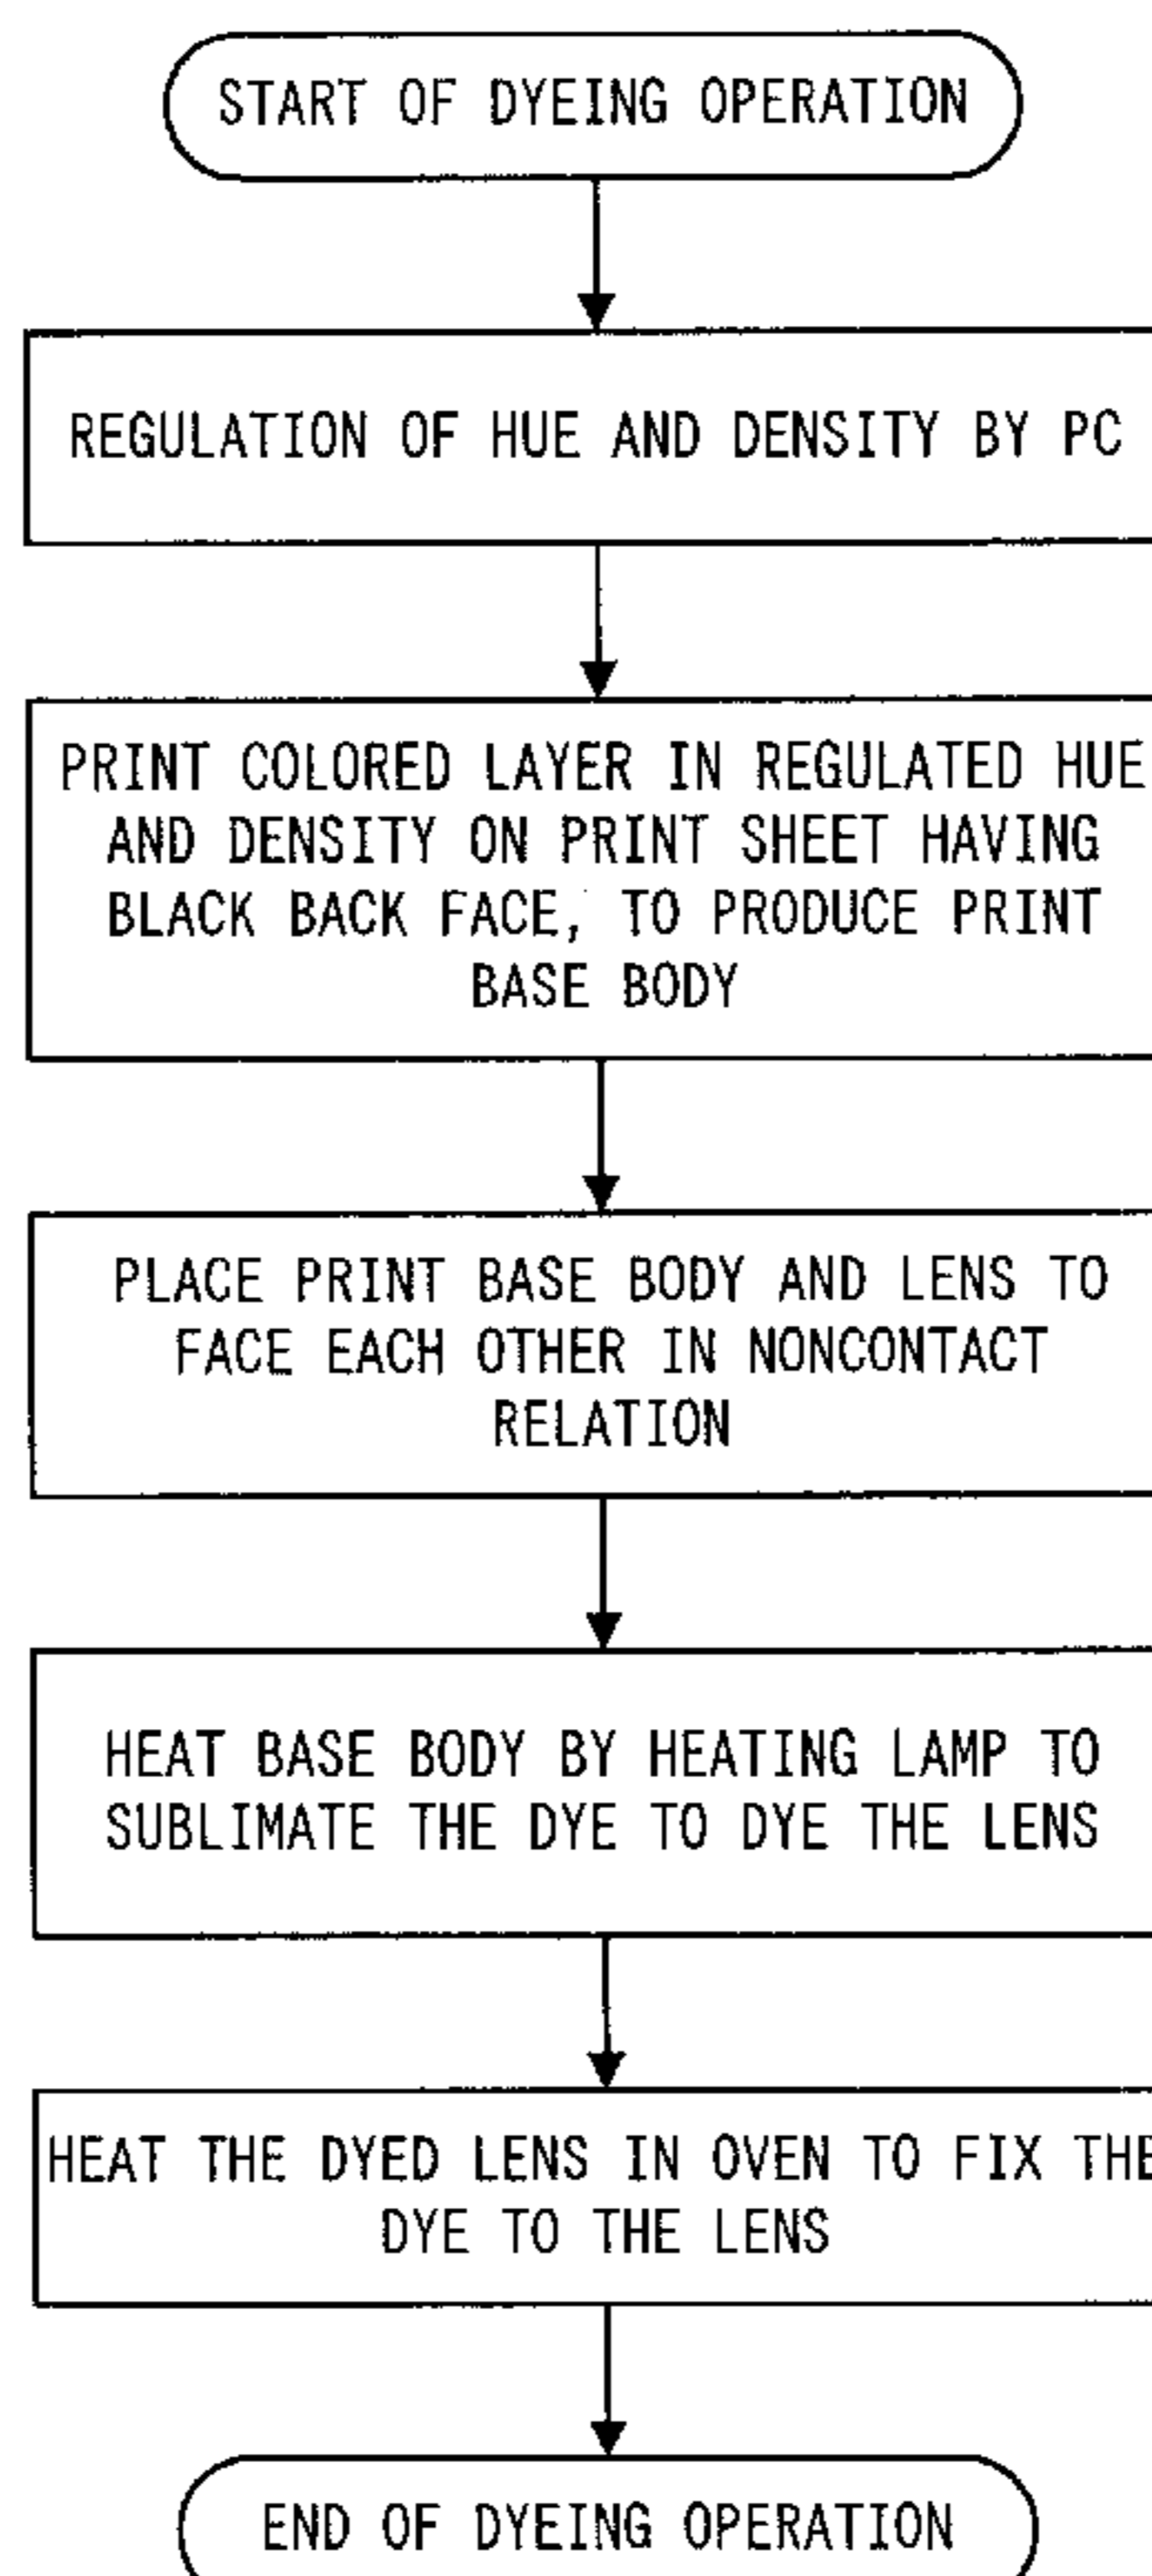 START OF DYEING OPERATION
REGULATION OF HUE AND DENSITY BY PC
PRINT COLORED LAYER IN REGULATED HUE
AND DENSITY ON PRINT SHEET HAVING
BLACK BACK FACE, TO PRODUCE PRINT
BASE BODY
PLACE PRINT BASE BODY AND LENS TO
FACE EACH OTHER IN NONCONTACT
RELATION
HEAT BASE BODY BY HEATING LAMP TO
SUBLIMATE THE DYE TO DYE THE LENS
HEAT THE DYED LENS IN OVEN TO FIX THE
DYE TO THE LENS
END OF DYEING OPERATION